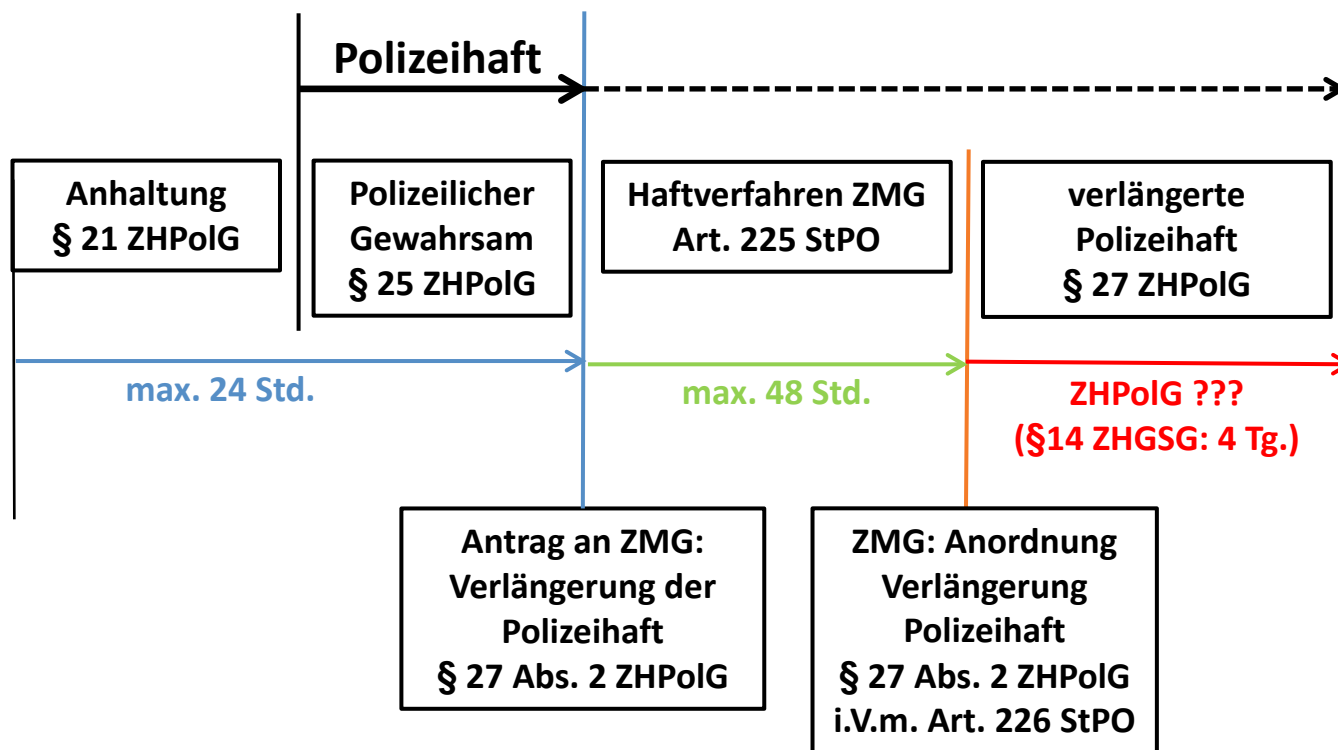 Polizeihaft
Anhaltung
§ 21 ZHPolG
Polizeilicher
Gewahrsam
§ 25 ZHPolG
Haftverfahren ZMG
Art. 225 StPO
verlängerte
Polizeihaft
§ 27 ZHPolG
max. 24 Std.
max. 48 Std.
ZHPolG ???
(§14 ZHGSG: 4 Tg.)
Antrag an ZMG:
Verlängerung der
Polizeihaft
§ 27 Abs. 2 ZHPolG
ZMG: Anordnung
Verlängerung
Polizeihaft
§ 27 Abs. 2 ZHPolG
i.V.m. Art. 226 StPO